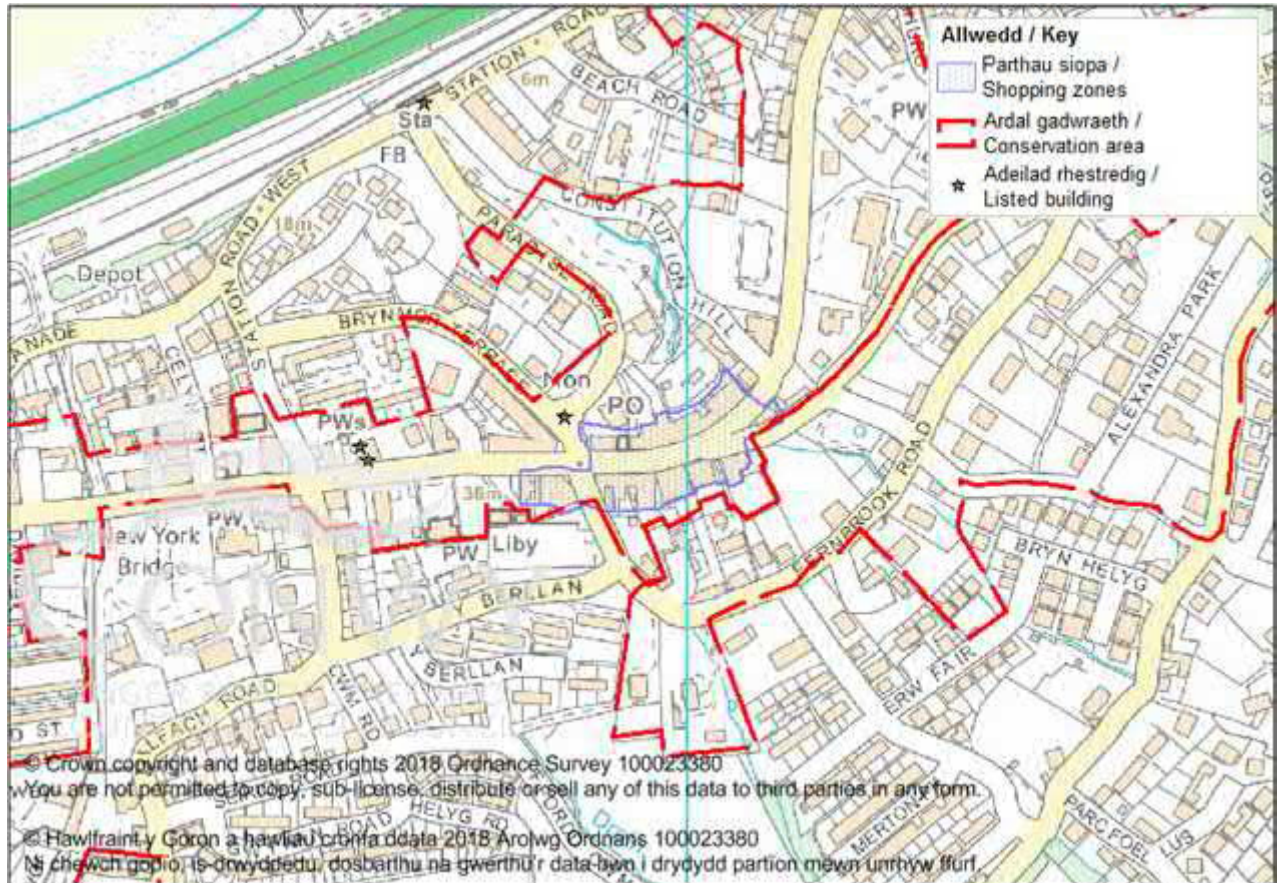 Allwedd / Key
Parthau siopa /
Shopping zones
Ardal gadwraeth /
Conservation area
Adeilad rhestredig /
Listed building
STATION ROAD
6m
BEACH ROAD
PW
Sta
FB
CONSTITUTION HILL
STATION ROAD WEST
18m
Depot
PARADISE ROAD
BRYNMOR TERRACE
Mon
PO
PWs
ALEXANDRA PARK
FERNBROOK ROAD
36m
PW
New York
Bridge
PW
Liby
Y BERLLAN
BRYN HELYG
Y BERLLAN
ERW FAIR
CWM RD
D ST
HELYG RD
ROAD
MERTON
PARC FOEL LUS
© Crown copyright and database rights 2018 Ordnance Survey 100023380
You are not permitted to copy, sub-license, distribute or sell any of this data to third parties in any form.
© Hawlfraint y Goron a hawliau cronfa ddata 2018 Arolwg Ordnans 100023380
Ni chewch gopïo, is-drwyddedu, dosbarthu na gwerthu'r data hwn i drydydd partïon mewn unrhyw ffurf.